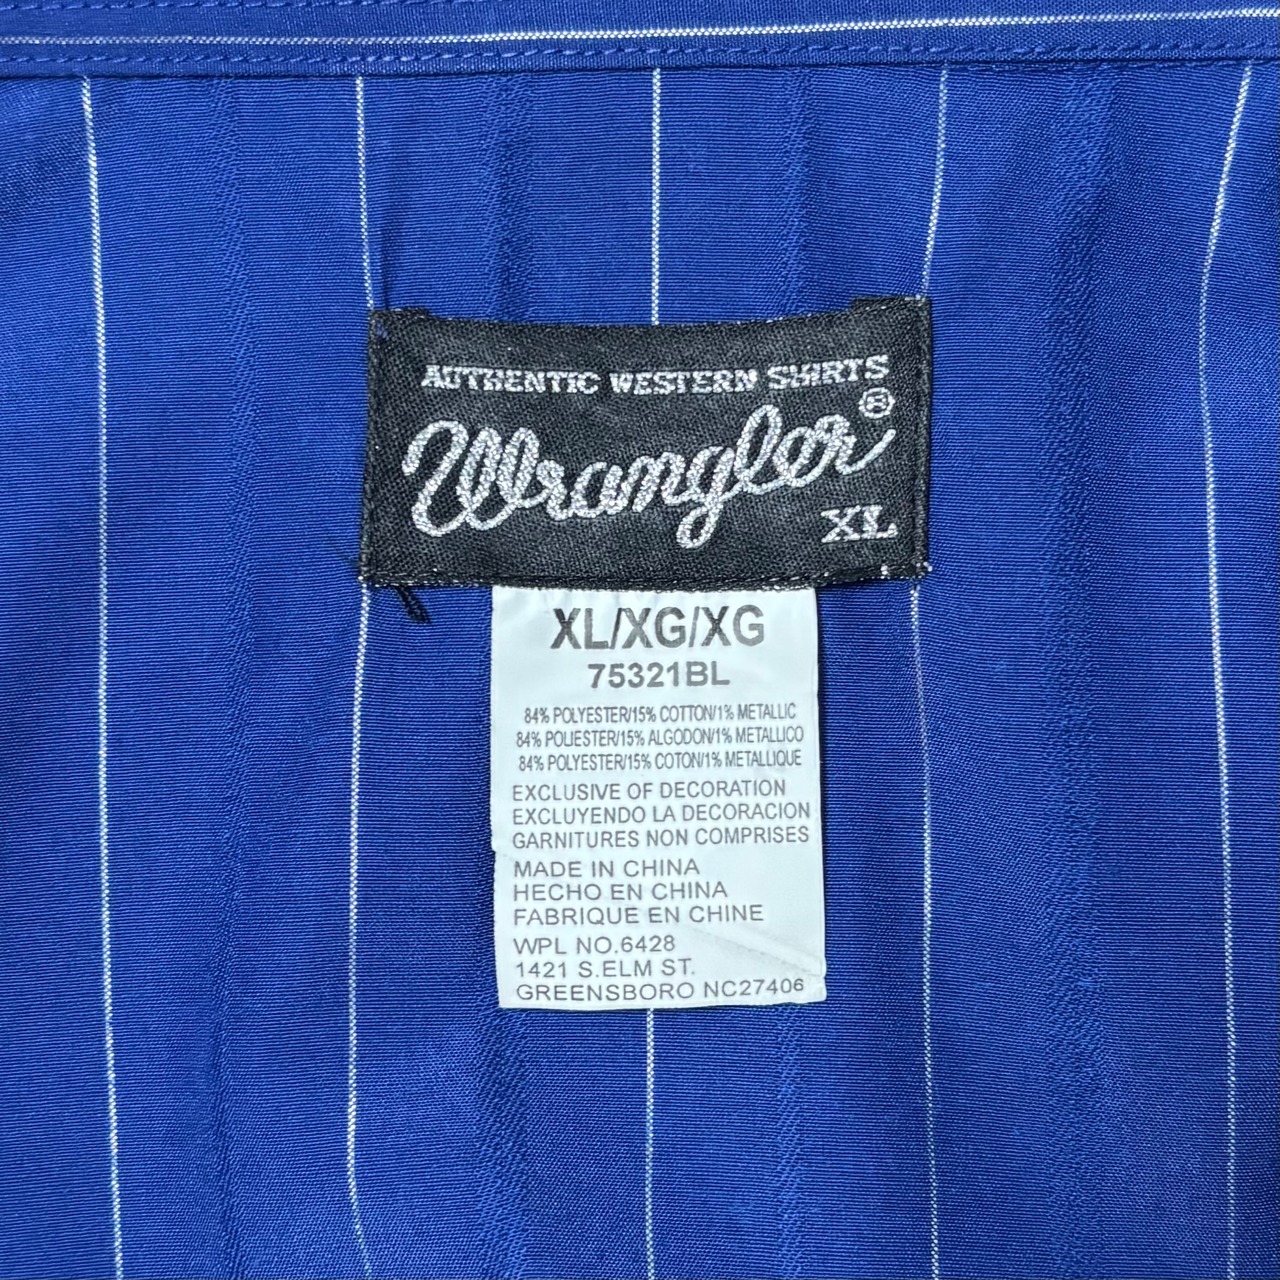 AUTHENTIC WESTERN SHIRTS
Wrangler®
XL
XL/XG/XG
75321BL
84% POLYESTER/15% COTTON/1% METALLIC
84% POLIESTER/15% ALGODON/1% METALLICO
84% POLYESTER/15% COTON/1% METALLIQUE
EXCLUSIVE OF DECORATION
EXCLUYENDO LA DECORACION
GARNITURES NON COMPRISES
MADE IN CHINA
HECHO EN CHINA
FABRIQUE EN CHINE
WPL NO.6428
1421 S.ELM ST.
GREENSBORO NC27406